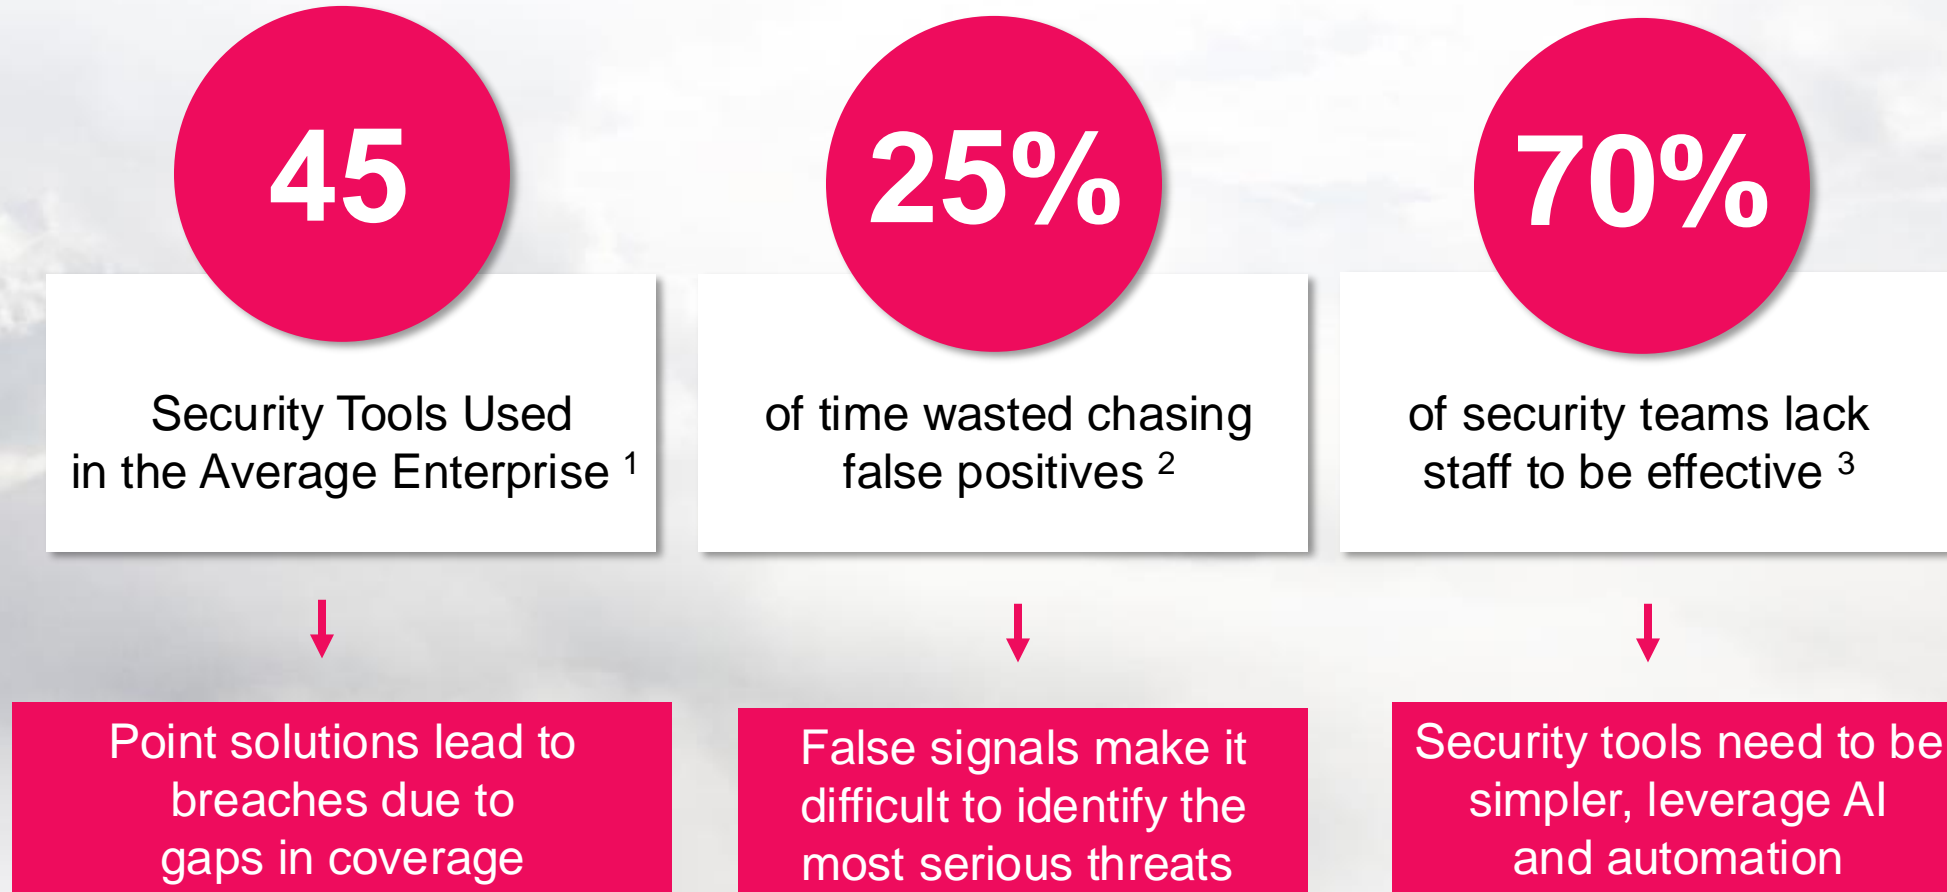 45
Security Tools Used
in the Average Enterprise 1
Point solutions lead to
breaches due to
gaps in coverage
25%
of time wasted chasing
false positives 2
False signals make it
difficult to identify the
most serious threats
70%
of security teams lack
staff to be effective 3
Security tools need to be
simpler, leverage AI
and automation